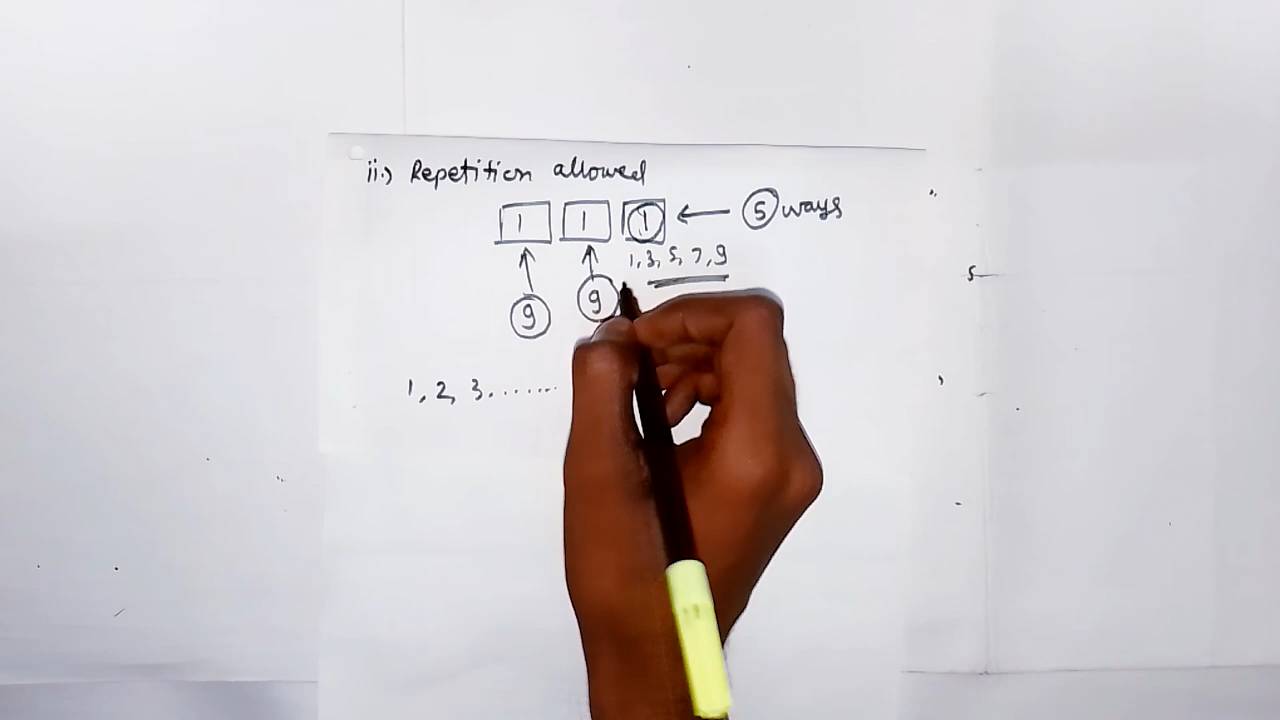 ii.) Repetition allowed
1 1 1 ← 5 ways
1, 3, 5, 7, 9
9 9
1, 2, 3.......